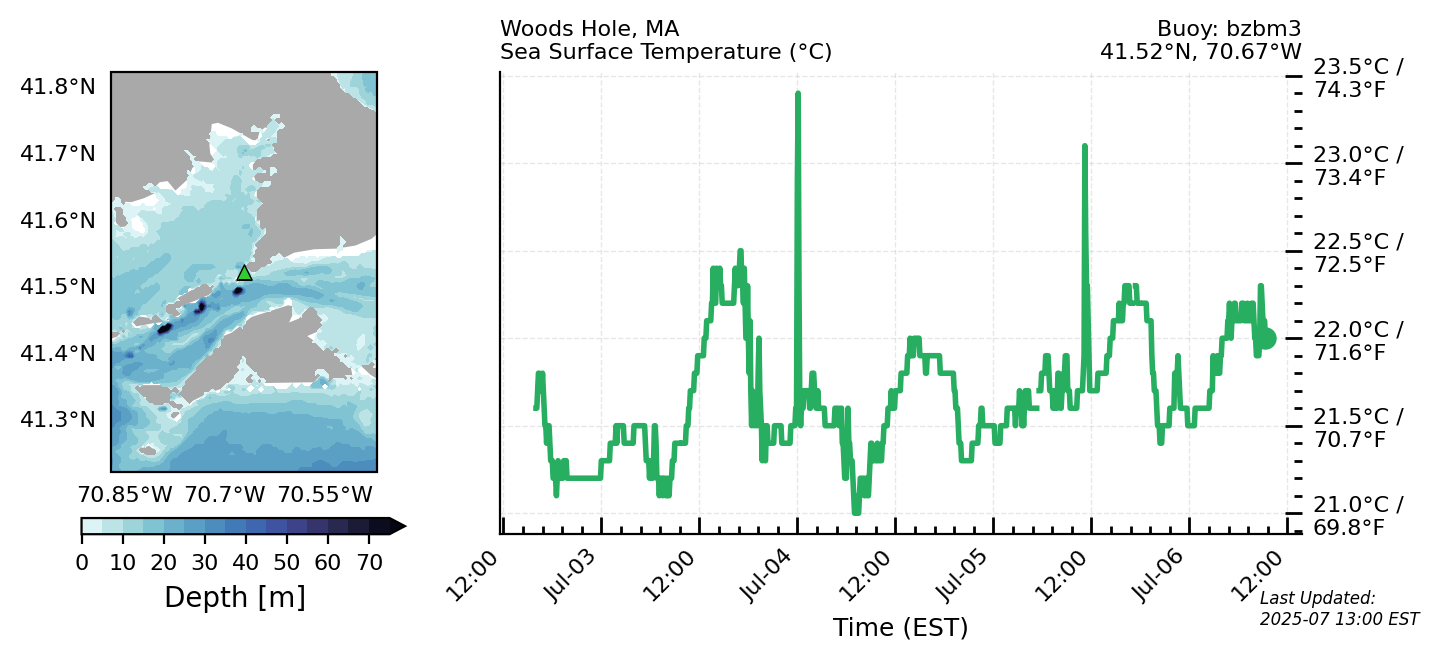 Woods Hole, MA
Sea Surface Temperature (°C)
Buoy: bzbm3
41.52°N, 70.67°W
41.8°N
41.7°N
41.6°N
41.5°N
41.4°N
41.3°N
70.85°W 70.7°W 70.55°W
0 10 20 30 40 50 60 70
Depth [m]
23.5°C /
74.3°F
23.0°C /
73.4°F
22.5°C /
72.5°F
22.0°C /
71.6°F
21.5°C /
70.7°F
21.0°C /
69.8°F
12:00 Jul-03 12:00 Jul-04 12:00 Jul-05 12:00 Jul-06 12:00
Time (EST)
Last Updated:
2025-07 13:00 EST